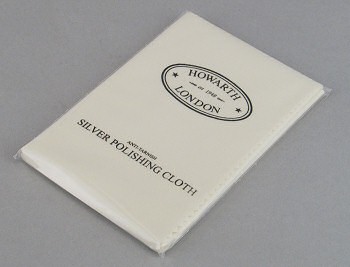 HOWARTH
est 1948
LONDON
ANTI TARNISH
SILVER POLISHING CLOTH